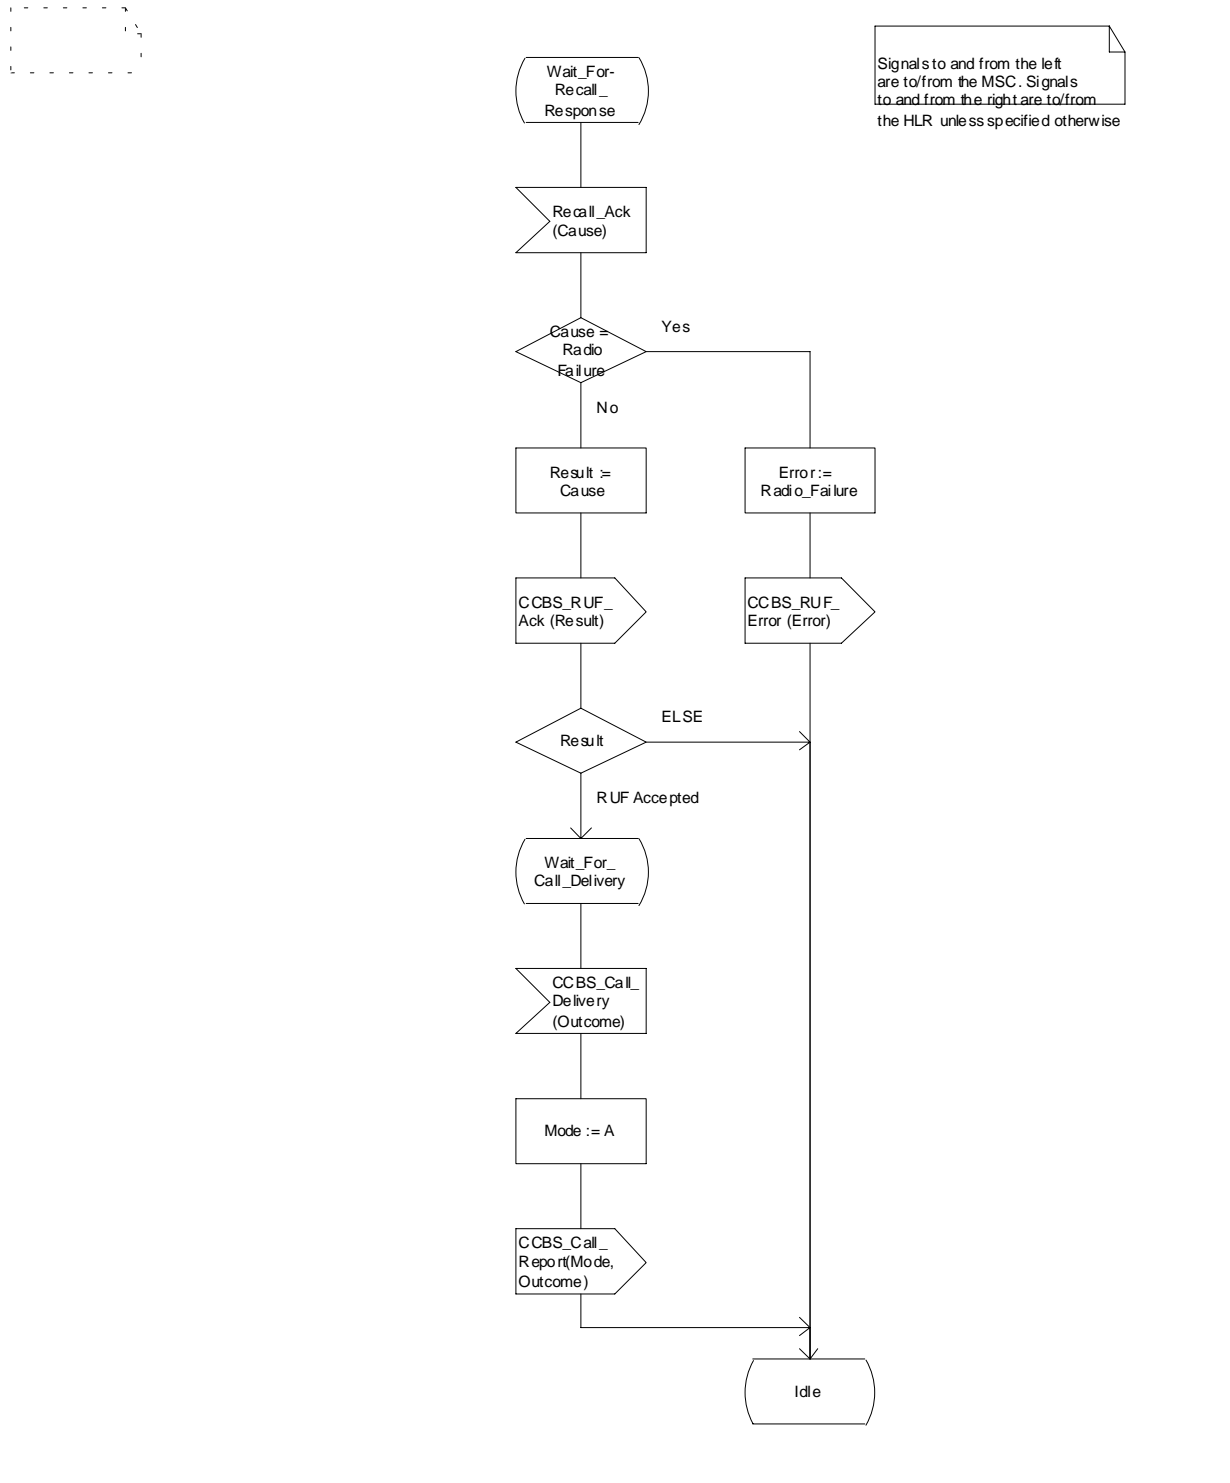 Wait_For-
Recall_
Response
Signals to and from the left
are to/from the MSC. Signals
to and from the right are to/from
the HLR unless specified otherwise
Recall_Ack
(Cause)
Cause =
Radio
Failure
Yes
No
Result :=
Cause
Error :=
Radio_Failure
CCBS_RUF_
Ack (Result)
CCBS_RUF_
Error (Error)
Result
ELSE
RUF Accepted
Wait_For_
Call_Delivery
CCBS_Call_
Delivery
(Outcome)
Mode := A
CCBS_Call_
Report(Mode,
Outcome)
Idle